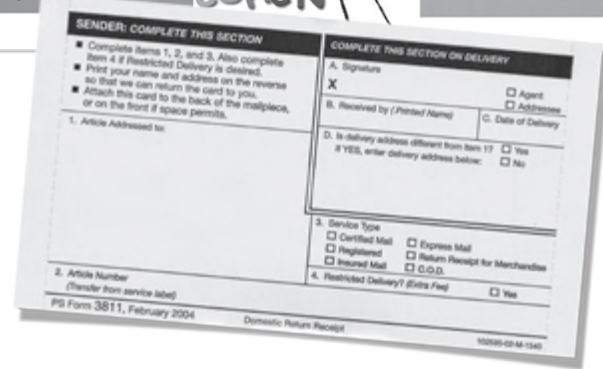 SENDER: COMPLETE THIS SECTION
■ Complete items 1, 2, and 3. Also complete
item 4 if Restricted Delivery is desired.
■ Print your name and address on the reverse
so that we can return the card to you.
■ Attach this card to the back of the mailpiece,
or on the front if space permits.
1. Article Addressed to:
2. Article Number
(Transfer from service label)
PS Form 3811, February 2004
Domestic Return Receipt
102595-02-M-1540
COMPLETE THIS SECTION ON DELIVERY
A. Signature
X
☐ Agent
☐ Addressee
B. Received by (Printed Name)
C. Date of Delivery
D. Is delivery address different from item 1? ☐ Yes
If YES, enter delivery address below: ☐ No
3. Service Type
☐ Certified Mail ☐ Express Mail
☐ Registered ☐ Return Receipt for Merchandise
☐ Insured Mail ☐ C.O.D.
4. Restricted Delivery? (Extra Fee) ☐ Yes